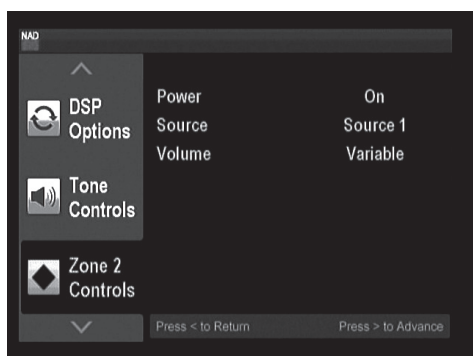 NAD
DSP
Options
Tone
Controls
Zone 2
Controls
Power On
Source Source 1
Volume Variable
Press < to Return Press > to Advance